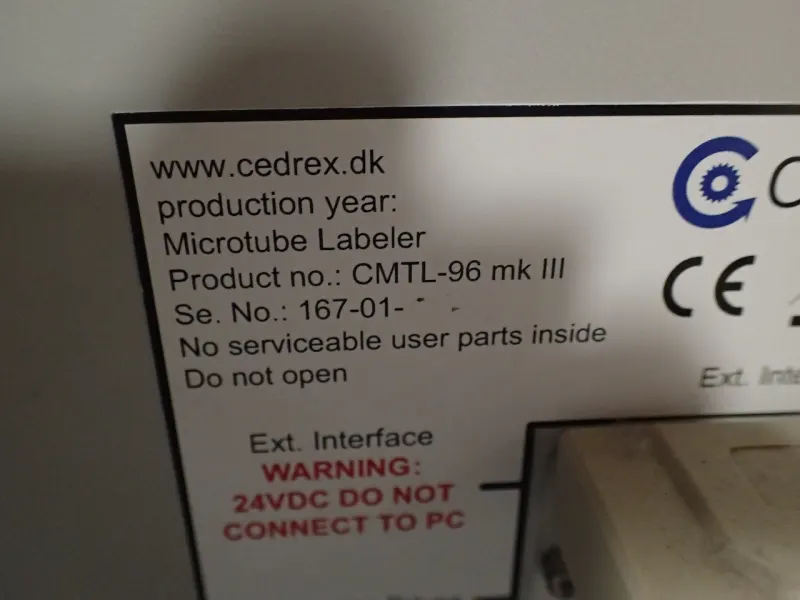 www.cedrex.dk
production year:
Microtube Labeler
Product no.: CMTL-96 mk III
Se. No.: 167-01-
No serviceable user parts inside
Do not open
CE
Ext.
Ext. Interface
WARNING:
24VDC DO NOT
CONNECT TO PC